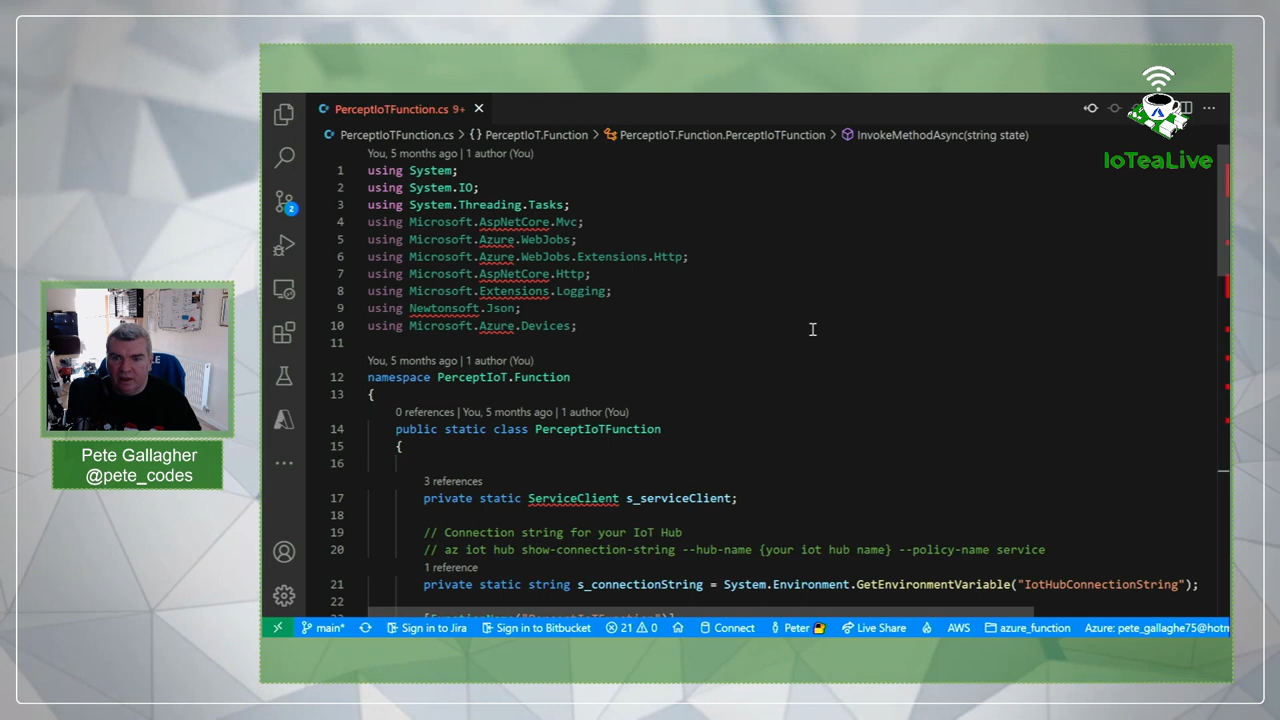 PerceptIoTFunction.cs 9+
PerceptIoTFunction.cs > {} PerceptIoT.Function > PerceptIoT.Function.PerceptIoTFunction > InvokeMethodAsync(string state)
IoTeaLive
You, 5 months ago | 1 author (You)
1 using System;
2 using System.IO;
3 using System.Threading.Tasks;
4 using Microsoft.AspNetCore.Mvc;
5 using Microsoft.Azure.WebJobs;
6 using Microsoft.Azure.WebJobs.Extensions.Http;
7 using Microsoft.AspNetCore.Http;
8 using Microsoft.Extensions.Logging;
9 using Newtonsoft.Json;
10 using Microsoft.Azure.Devices;
11
You, 5 months ago | 1 author (You)
12 namespace PerceptIoT.Function
13 {
0 references | You, 5 months ago | 1 author (You)
14 public static class PerceptIoTFunction
15 {
16
3 references
17 private static ServiceClient s_serviceClient;
18
19 // Connection string for your IoT Hub
20 // az iot hub show-connection-string --hub-name {your iot hub name} --policy-name service
1 reference
21 private static string s_connectionString = System.Environment.GetEnvironmentVariable("IotHubConnectionString");
22
2
Pete Gallagher
@pete_codes
main* Sign in to Jira Sign in to Bitbucket 21 0 Connect Peter Live Share AWS azure_function Azure: pete_gallaghe75@hotm